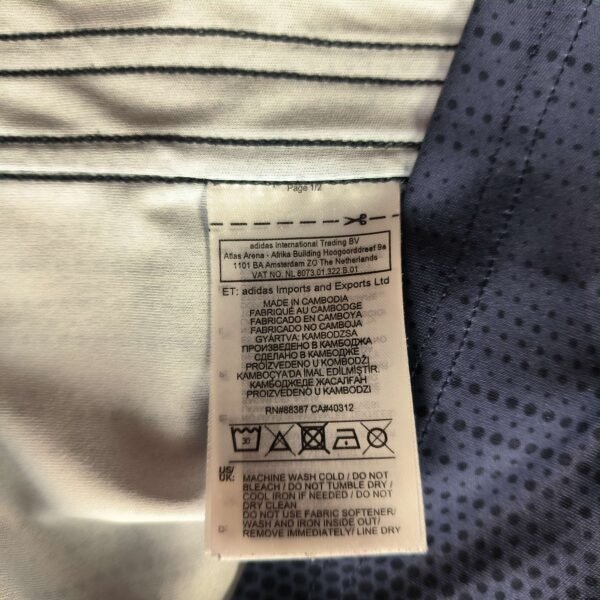 Page 1/2
adidas International Trading BV
Atlas Arena - Afrika Building Hoogoorddreef 9a
1101 BA Amsterdam ZO The Netherlands
VAT NO. NL 8073.01.322 B.01
ET: adidas Imports and Exports Ltd
MADE IN CAMBODIA
FABRIQUÉ AU CAMBODGE
FABRICADO EN CAMBOYA
FABRICADO NO CAMBOJA
GYÁRTVA: KAMBODZSA
ПРОИЗВЕДЕНО В КАМБОДЖА
СДЕЛАНО В КАМБОДЖЕ
PROIZVEDENO U KOMBODŽI
KAMBOÇYA'DA İMAL EDİLMİŞTİR.
КАМБОДЖЕДЕ ЖАСАЛҒАН
PROIZVEDENO V KAMBODŽI
RN#88387 CA#40312
30
US/
UK:
MACHINE WASH COLD / DO NOT
BLEACH / DO NOT TUMBLE DRY /
COOL IRON IF NEEDED / DO NOT
DRY CLEAN
DO NOT USE FABRIC SOFTENER/
WASH AND IRON INSIDE OUT/
REMOVE IMMEDIATELY/ LINE DRY